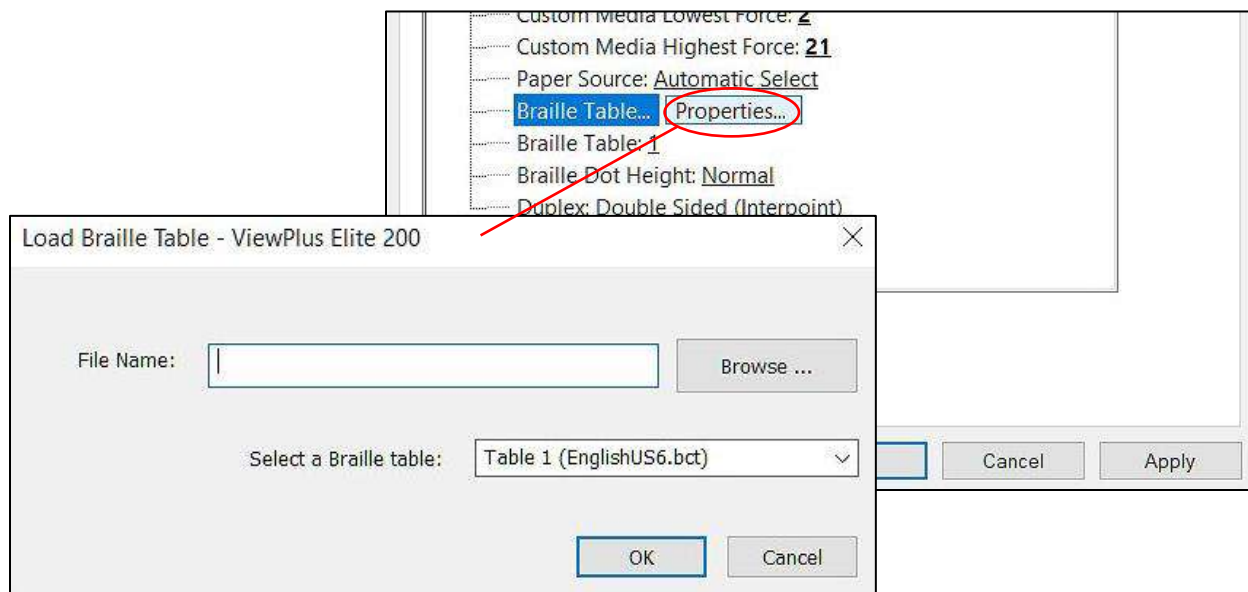 Custom Media Lowest Force: 2
Custom Media Highest Force: 21
Paper Source: Automatic Select
Braille Table... Properties...
Braille Table: 1
Braille Dot Height: Normal
Duplex: Double Sided (Interpoint)
Load Braille Table - ViewPlus Elite 200
File Name: Browse ...
Select a Braille table: Table 1 (EnglishUS6.bct)
Cancel Apply
OK Cancel